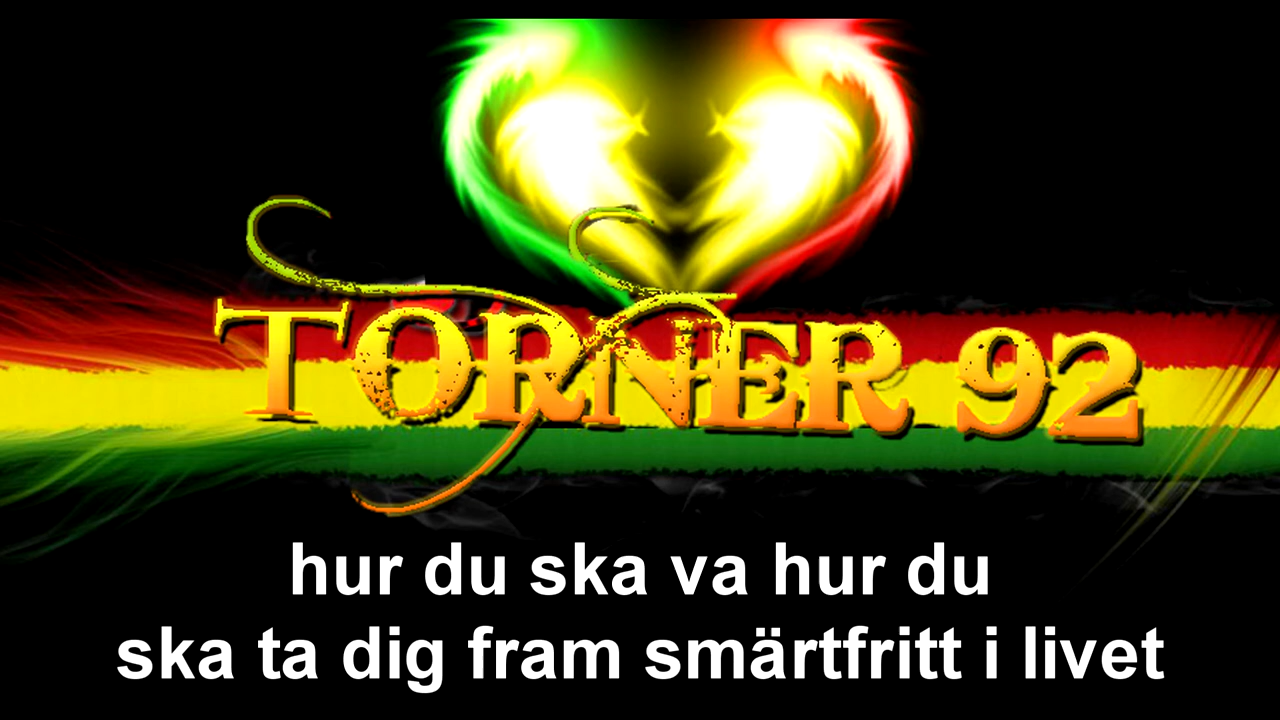 TORNER 92
hur du ska va hur du
ska ta dig fram smärtfritt i livet